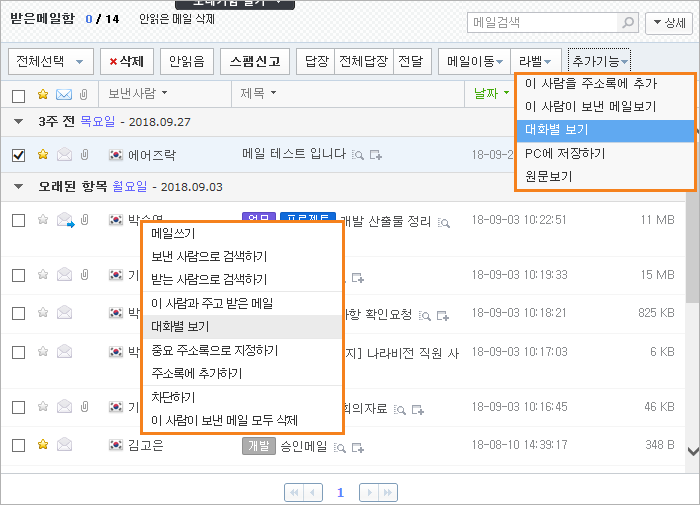 받은메일함 0 / 14 안읽은 메일 삭제
메일검색 상세
전체선택 ×삭제 안읽음 스팸신고 답장 전체답장 전달 메일이동 라벨 추가기능
이 사람을 주소록에 추가
이 사람이 보낸 메일보기
대화별 보기
PC에 저장하기
원문보기
보낸사람 제목 날짜
3주 전 목요일 - 2018.09.27
에어즈락 메일 테스트 입니다 18-09-2
오래된 항목 월요일 - 2018.09.03
개발 산출물 정리 18-09-03 10:22:51 11 MB
18-09-03 10:19:33 15 MB
확인요청 18-09-03 10:18:21 825 KB
지] 나라비전 직원 사 18-09-03 10:17:03 6 KB
회의자료 18-09-03 10:16:45 46 KB
김고은 개발 승인메일 18-08-10 14:39:17 348 B
메일쓰기
보낸 사람으로 검색하기
받는 사람으로 검색하기
이 사람과 주고 받은 메일
대화별 보기
중요 주소록으로 지정하기
주소록에 추가하기
차단하기
이 사람이 보낸 메일 모두 삭제
1